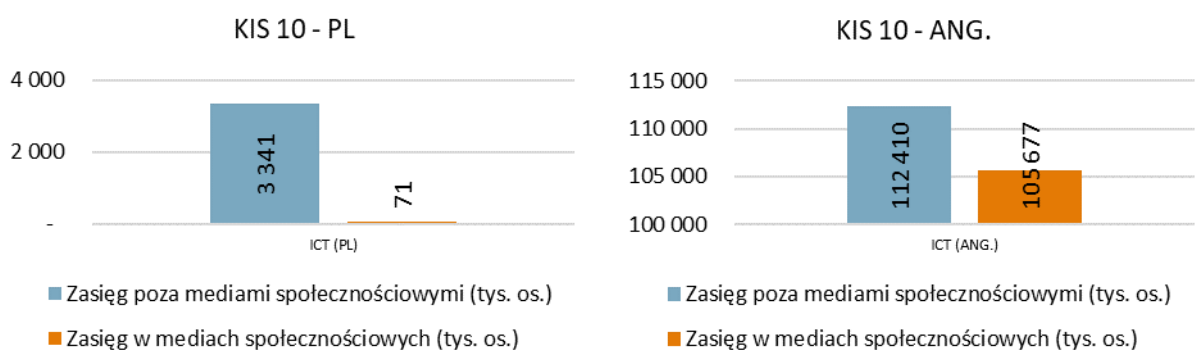 KIS 10 - PL
4 000
2 000
-
3 341
71
ICT (PL)
Zasięg poza mediami społecznościowymi (tys. os.)
Zasięg w mediach społecznościowych (tys. os.)
KIS 10 - ANG.
115 000
110 000
105 000
100 000
112 410
105 677
ICT (ANG.)
Zasięg poza mediami społecznościowymi (tys. os.)
Zasięg w mediach społecznościowych (tys. os.)